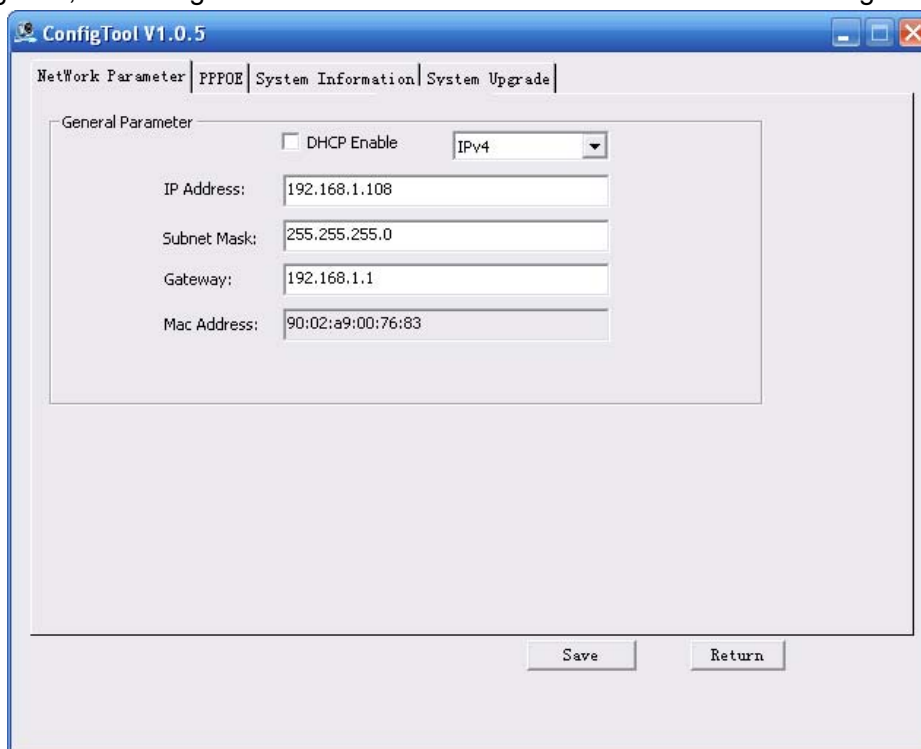 ConfigTool V1.0.5
NetWork Parameter PPPOE System Information System Upgrade
General Parameter
DHCP Enable IPv4
IP Address: 192.168.1.108
Subnet Mask: 255.255.255.0
Gateway: 192.168.1.1
Mac Address: 90:02:a9:00:76:83
Save Return